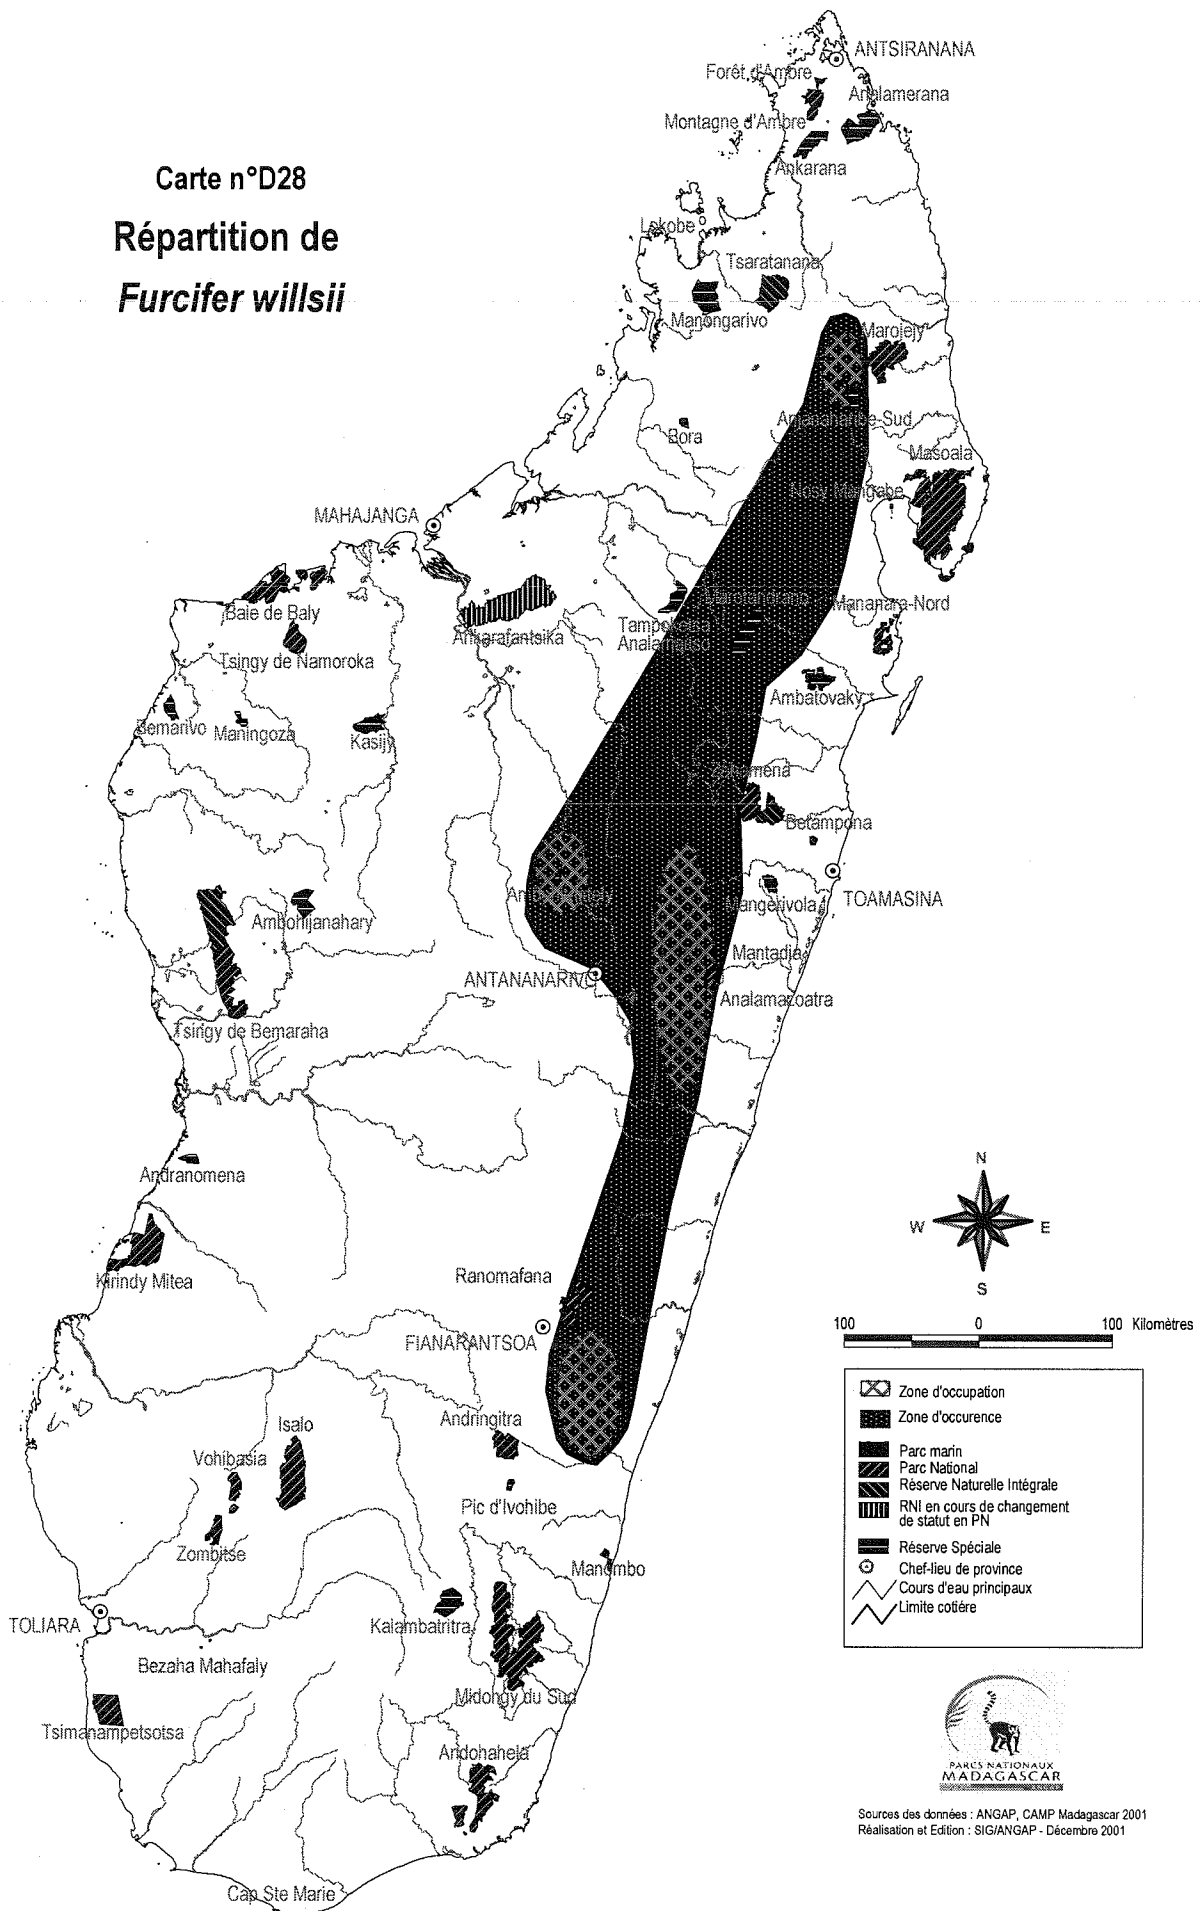 Carte n°D28
Répartition de
Furcifer willsii
ANTSIRANANA
Forêt d'Ambre
Analamerana
Montagne d'Ambre
Ankarana
Lokobe
Tsaratanana
Manongarivo
Marojejy
Anjanaharibe-Sud
Bora
Masoala
Nosy Mangabe
MAHAJANGA
Baie de Baly
Ankarafantsika
Marotandrano
Mananara-Nord
Tampoketsa
Analamaitso
Tsingy de Namoroka
Ambatovaky
Bemarivo
Maningoza
Kasijy
Zahamena
Betampona
TOAMASINA
Ambohijanahary
Mangerivola
Mantadia
ANTANANARIVO
Analamazoatra
Tsingy de Bemaraha
Andranomena
N
W
E
S
Kirindy Mitea
Ranomafana
FIANARANTSOA
100 0 100 Kilomètres
Zone d'occupation
Zone d'occurence
Parc marin
Parc National
Réserve Naturelle Intégrale
RNI en cours de changement
de statut en PN
Réserve Spéciale
Chef-lieu de province
Cours d'eau principaux
Limite cotière
Andringitra
Isalo
Vohibasia
Pic d'Ivohibe
Zombitse
Manombo
TOLIARA
Kalambatritra
Bezaha Mahafaly
Midongy du Sud
Tsimanampetsotsa
Andohahela
Cap Ste Marie
PARCS NATIONAUX
MADAGASCAR
Sources des données : ANGAP, CAMP Madagascar 2001
Réalisation et Edition : SIG/ANGAP - Décembre 2001